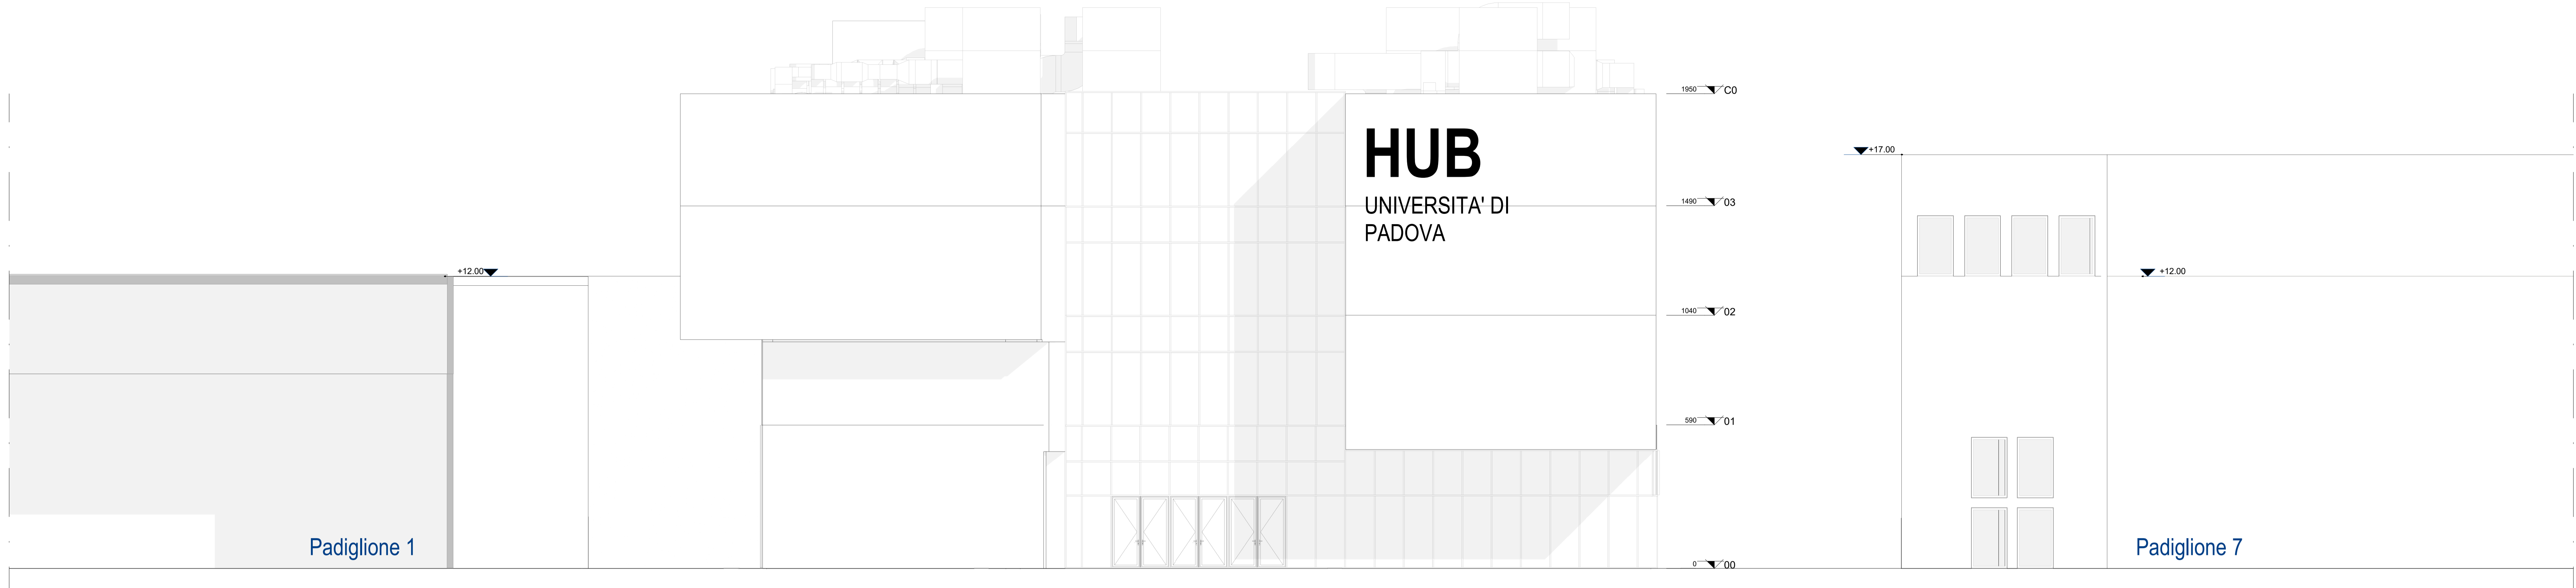 1950 C0
HUB
+17.00
UNIVERSITA' DI
1490 03
PADOVA
+12.00
+12.00
1040 02
590 01
Padiglione 1
Padiglione 7
0 00